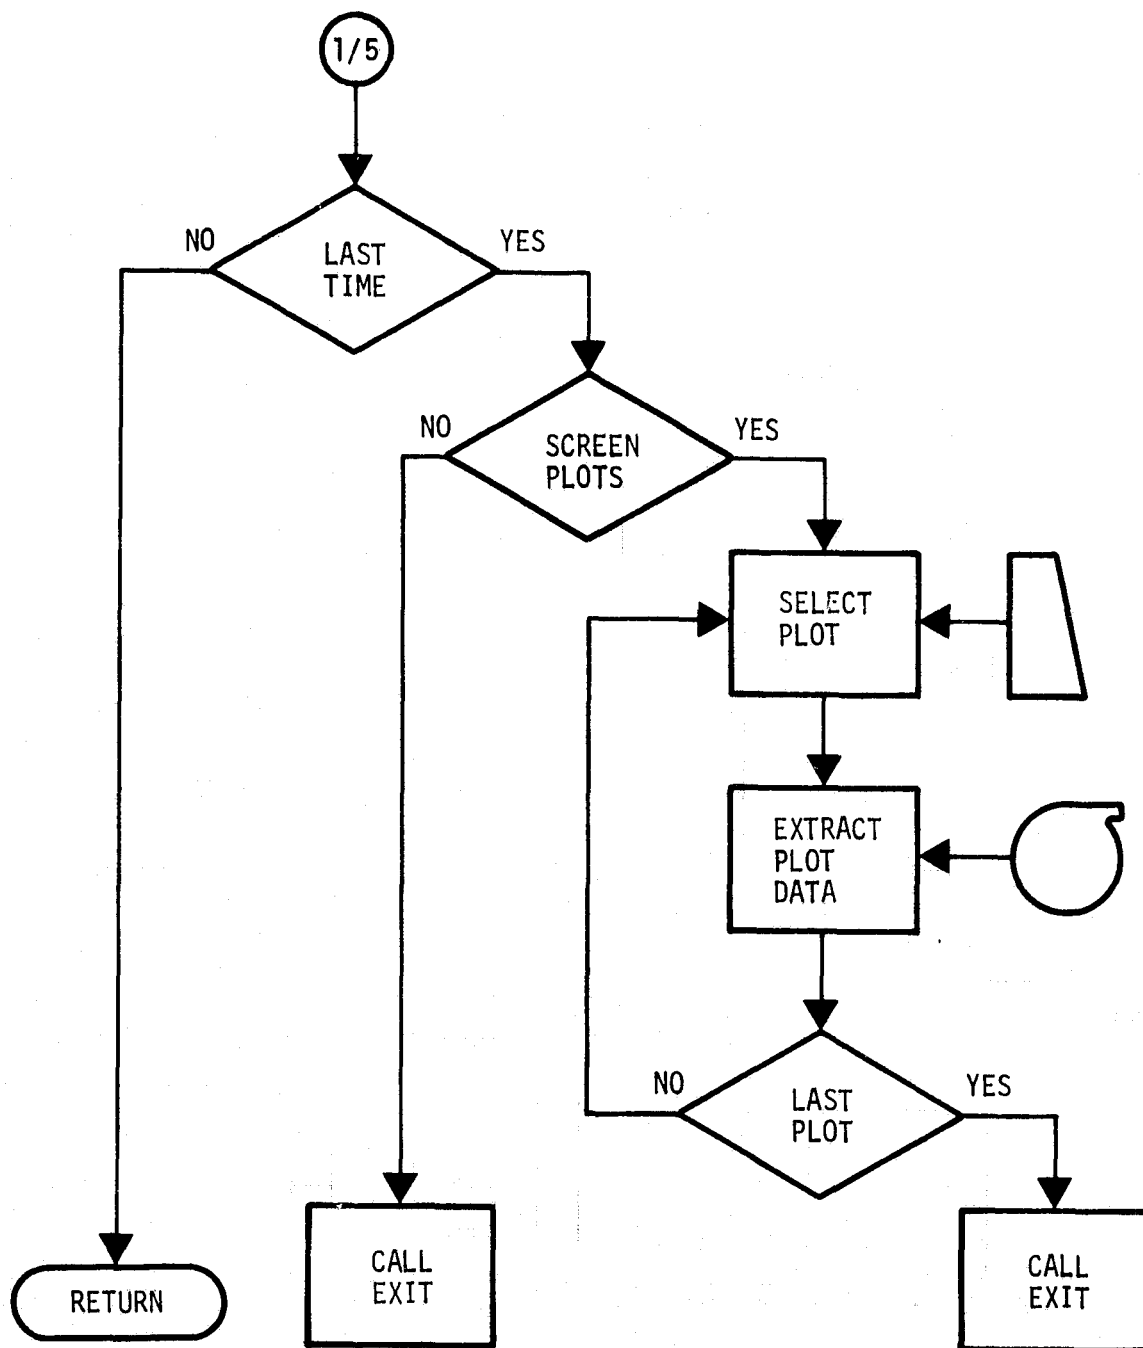 1/5
NO
YES
LAST
TIME
NO
YES
SCREEN
PLOTS
SELECT
PLOT
EXTRACT
PLOT
DATA
NO
YES
LAST
PLOT
CALL
EXIT
CALL
EXIT
RETURN